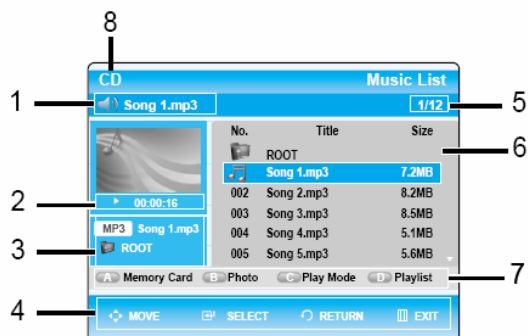 8
CD Music List
1 Song 1.mp3 1/12 5
No. Title Size
ROOT 6
Song 1.mp3 7.2MB
2 00:00:16 002 Song 2.mp3 8.2MB
MP3 Song 1.mp3 003 Song 3.mp3 8.5MB
3 ROOT 004 Song 4.mp3 5.1MB
005 Song 5.mp3 5.6MB
A Memory Card B Photo C Play Mode D Playlist 7
4 MOVE SELECT RETURN EXIT